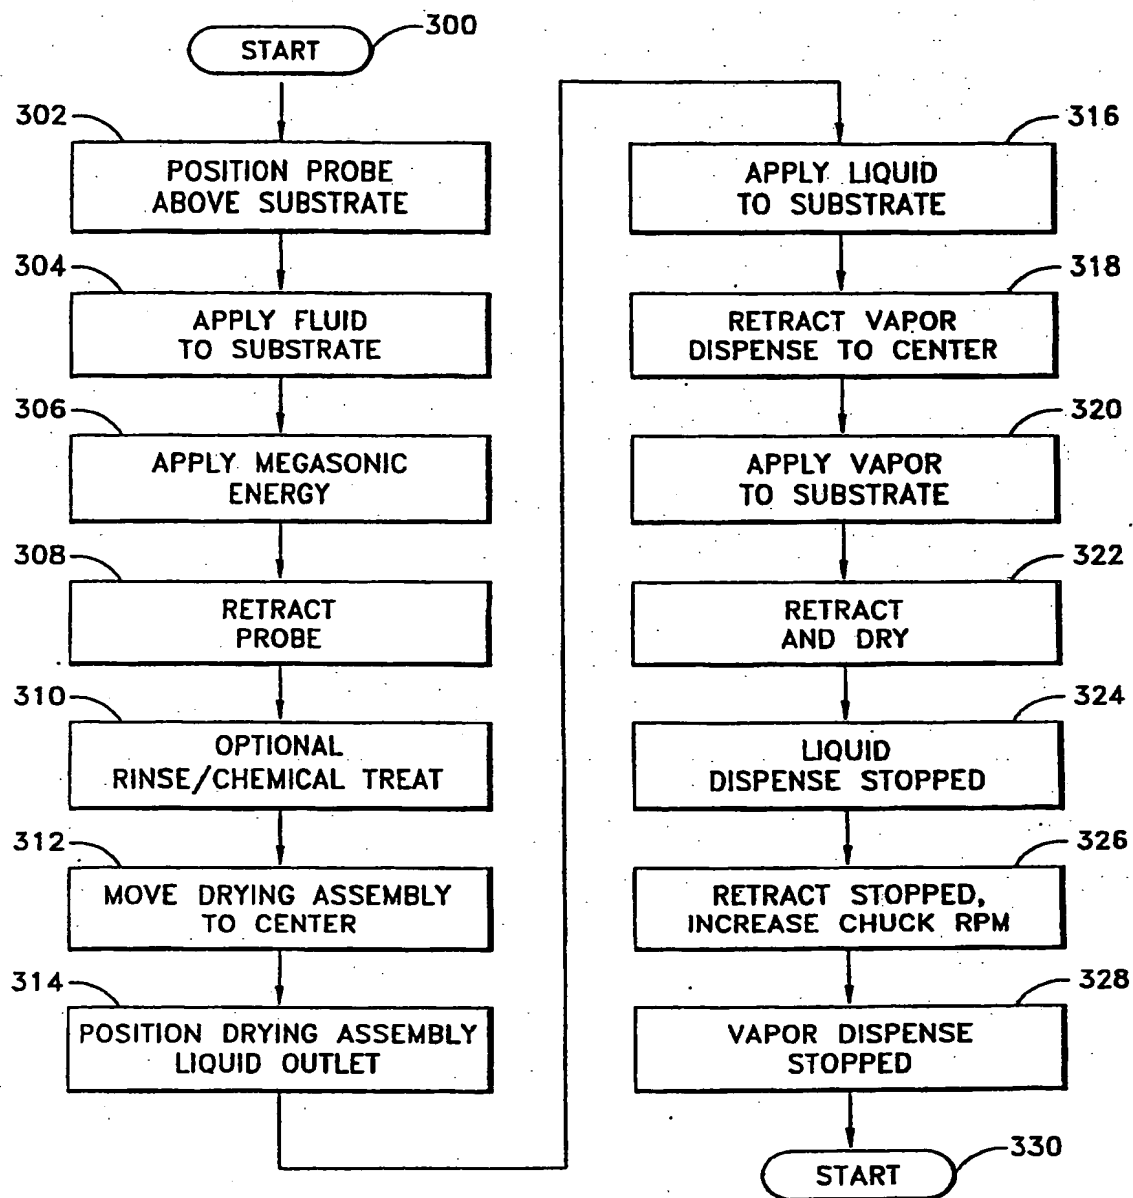 START
300
302
POSITION PROBE
ABOVE SUBSTRATE
304
APPLY FLUID
TO SUBSTRATE
306
APPLY MEGASONIC
ENERGY
308
RETRACT
PROBE
310
OPTIONAL
RINSE/CHEMICAL TREAT
312
MOVE DRYING ASSEMBLY
TO CENTER
314
POSITION DRYING ASSEMBLY
LIQUID OUTLET
316
APPLY LIQUID
TO SUBSTRATE
318
RETRACT VAPOR
DISPENSE TO CENTER
320
APPLY VAPOR
TO SUBSTRATE
322
RETRACT
AND DRY
324
LIQUID
DISPENSE STOPPED
326
RETRACT STOPPED,
INCREASE CHUCK RPM
328
VAPOR DISPENSE
STOPPED
330
START